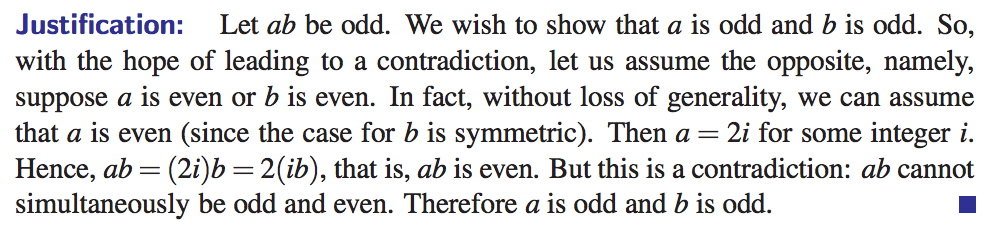 Justification: Let ab be odd. We wish to show that a is odd and b is odd. So,
with the hope of leading to a contradiction, let us assume the opposite, namely,
suppose a is even or b is even. In fact, without loss of generality, we can assume
that a is even (since the case for b is symmetric). Then a = 2i for some integer i.
Hence, ab = (2i)b = 2(ib), that is, ab is even. But this is a contradiction: ab cannot
simultaneously be odd and even. Therefore a is odd and b is odd. ■